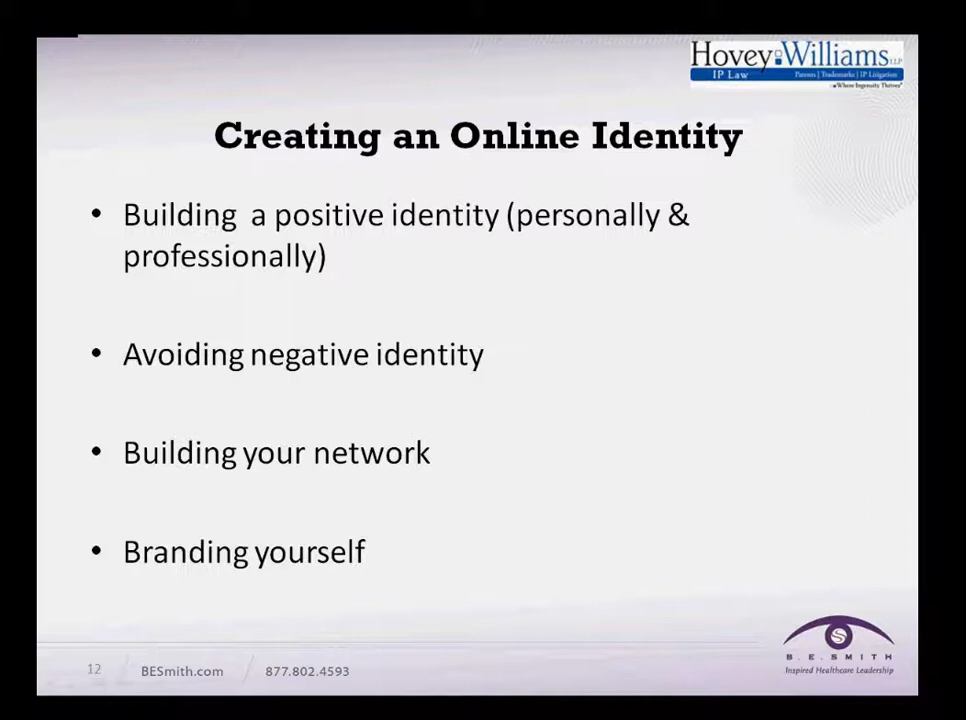 Hovey Williams LLP
IP Law Patents | Trademarks | IP Litigation
Where Ingenuity Thrives
Creating an Online Identity
• Building a positive identity (personally &
professionally)
• Avoiding negative identity
• Building your network
• Branding yourself
12 BESmith.com 877.802.4593
B.E.SMITH
Inspired Healthcare Leadership